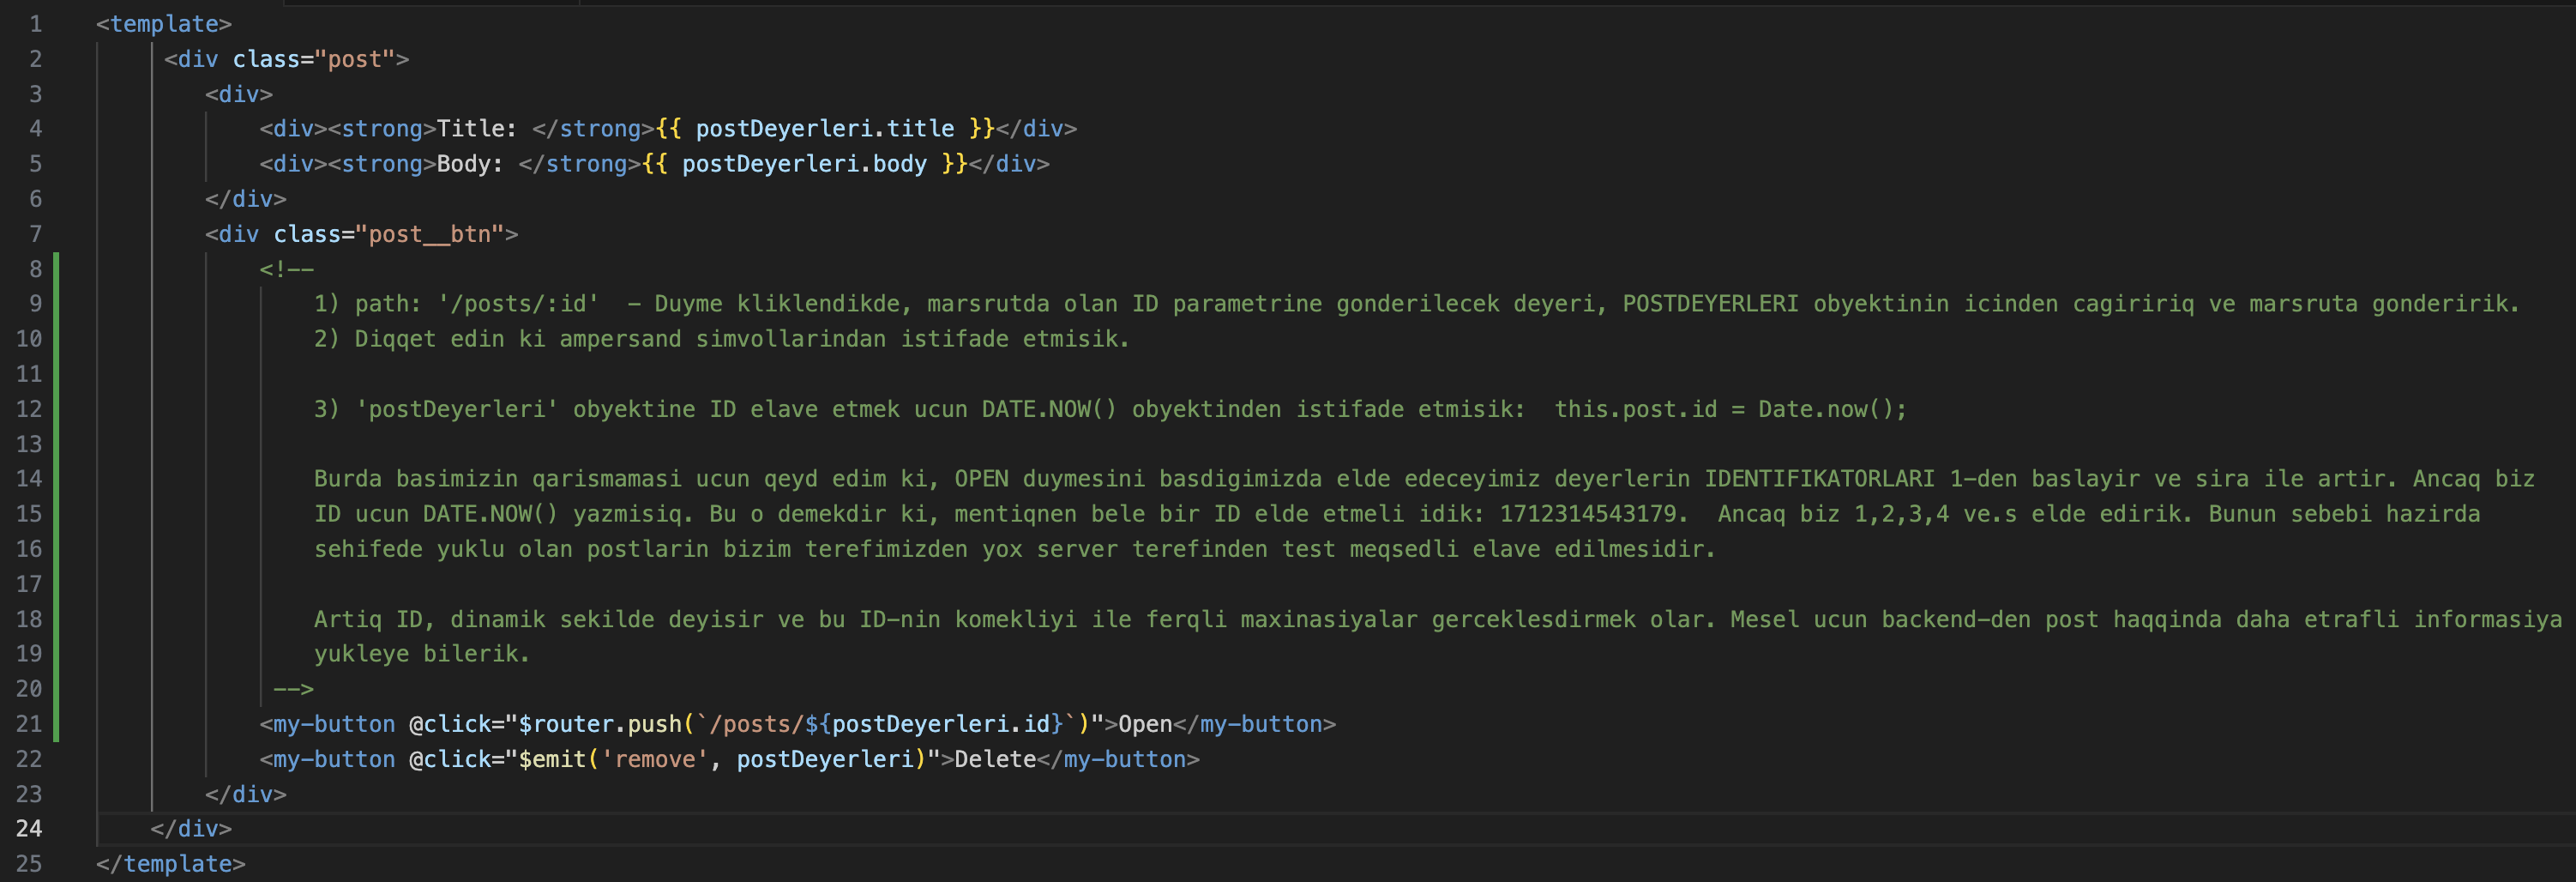 1 <template>
2 <div class="post">
3 <div>
4 <div><strong>Title: </strong>{{ postDeyerleri.title }}</div>
5 <div><strong>Body: </strong>{{ postDeyerleri.body }}</div>
6 </div>
7 <div class="post__btn">
8 <!--
9 1) path: '/posts/:id'  - Duyme kliklendikde, marsrutda olan ID parametrine gonderilecek deyeri, POSTDEYERLERI obyektinin icinden cagiririq ve marsruta gonderirik.
10 2) Diqqet edin ki ampersand simvollarindan istifade etmisik.
11
12 3) 'postDeyerleri' obyektine ID elave etmek ucun DATE.NOW() obyektinden istifade etmisik:  this.post.id = Date.now();
13
14 Burda basimizin qarismamasi ucun qeyd edim ki, OPEN duymesini basdigimizda elde edeceyimiz deyerlerin IDENTIFIKATORLARI 1-den baslayir ve sira ile artir. Ancaq biz
15 ID ucun DATE.NOW() yazmisiq. Bu o demekdir ki, mentiqnen bele bir ID elde etmeli idik: 1712314543179.  Ancaq biz 1,2,3,4 ve.s elde edirik. Bunun sebebi hazirda
16 sehifede yuklu olan postlarin bizim terefimizden yox server terefinden test meqsedli elave edilmesidir.
17
18 Artiq ID, dinamik sekilde deyisir ve bu ID-nin komekliyi ile ferqli maxinasiyalar gerceklesdirmek olar. Mesel ucun backend-den post haqqinda daha etrafli informasiya
19 yukleye bilerik.
20 -->
21 <my-button @click="$router.push(`/posts/${postDeyerleri.id}`)">Open</my-button>
22 <my-button @click="$emit('remove', postDeyerleri)">Delete</my-button>
23 </div>
24 </div>
25 </template>